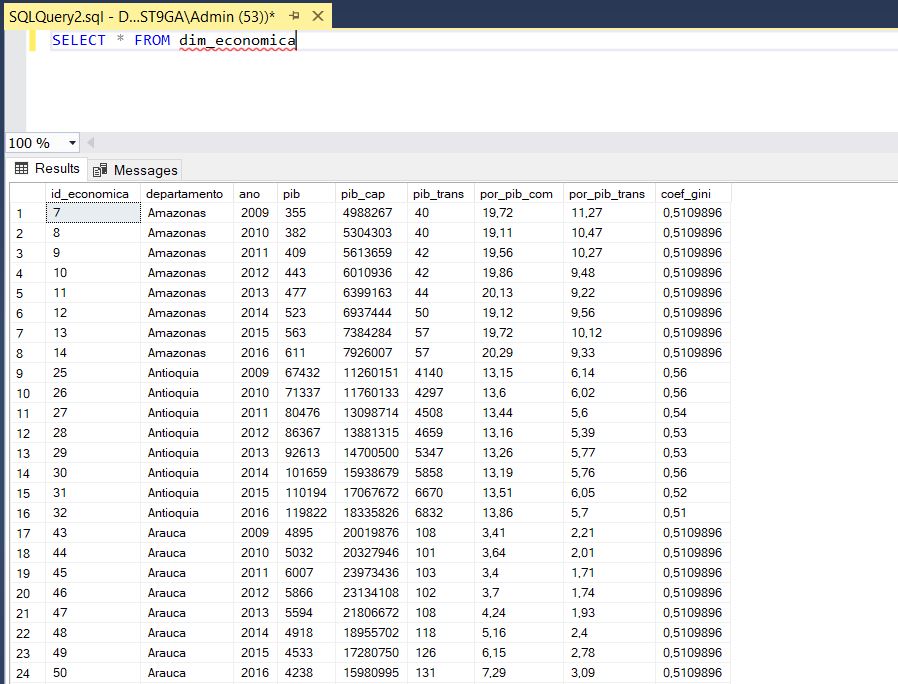 SQLQuery2.sql - D...ST9GA\Admin (53))*
SELECT * FROM dim_economica
100 %
Results Messages
id_economica departamento ano pib pib_cap pib_trans por_pib_com por_pib_trans coef_gini
1 7 Amazonas 2009 355 4988267 40 19,72 11,27 0,5109896
2 8 Amazonas 2010 382 5304303 40 19,11 10,47 0,5109896
3 9 Amazonas 2011 409 5613659 42 19,56 10,27 0,5109896
4 10 Amazonas 2012 443 6010936 42 19,86 9,48 0,5109896
5 11 Amazonas 2013 477 6399163 44 20,13 9,22 0,5109896
6 12 Amazonas 2014 523 6937444 50 19,12 9,56 0,5109896
7 13 Amazonas 2015 563 7384284 57 19,72 10,12 0,5109896
8 14 Amazonas 2016 611 7926007 57 20,29 9,33 0,5109896
9 25 Antioquia 2009 67432 11260151 4140 13,15 6,14 0,56
10 26 Antioquia 2010 71337 11760133 4297 13,6 6,02 0,56
11 27 Antioquia 2011 80476 13098714 4508 13,44 5,6 0,54
12 28 Antioquia 2012 86367 13881315 4659 13,16 5,39 0,53
13 29 Antioquia 2013 92613 14700500 5347 13,26 5,77 0,53
14 30 Antioquia 2014 101659 15938679 5858 13,19 5,76 0,56
15 31 Antioquia 2015 110194 17067672 6670 13,51 6,05 0,52
16 32 Antioquia 2016 119822 18335826 6832 13,86 5,7 0,51
17 43 Arauca 2009 4895 20019876 108 3,41 2,21 0,5109896
18 44 Arauca 2010 5032 20327946 101 3,64 2,01 0,5109896
19 45 Arauca 2011 6007 23973436 103 3,4 1,71 0,5109896
20 46 Arauca 2012 5866 23134108 102 3,7 1,74 0,5109896
21 47 Arauca 2013 5594 21806672 108 4,24 1,93 0,5109896
22 48 Arauca 2014 4918 18955702 118 5,16 2,4 0,5109896
23 49 Arauca 2015 4533 17280750 126 6,15 2,78 0,5109896
24 50 Arauca 2016 4238 15980995 131 7,29 3,09 0,5109896